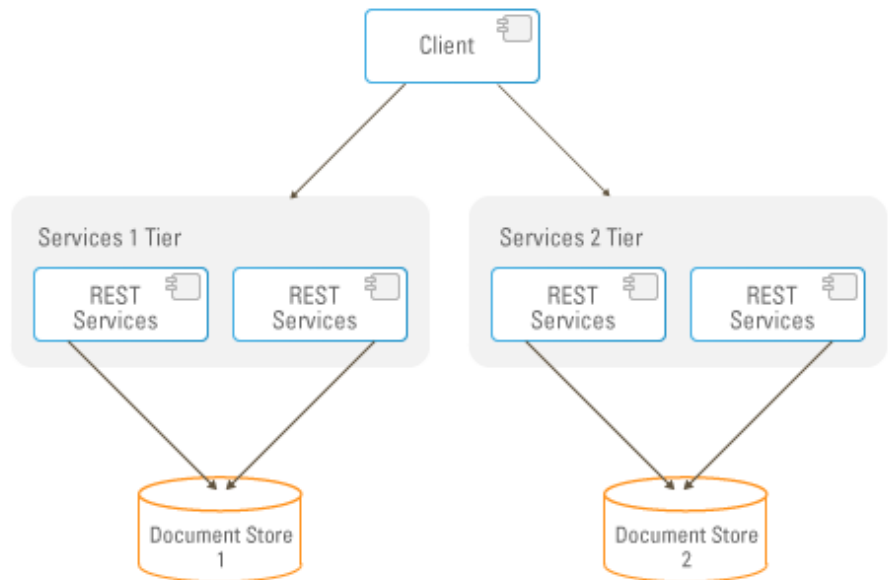 Client
Services 1 Tier
REST
Services
REST
Services
Services 2 Tier
REST
Services
REST
Services
Document Store
1
Document Store
2